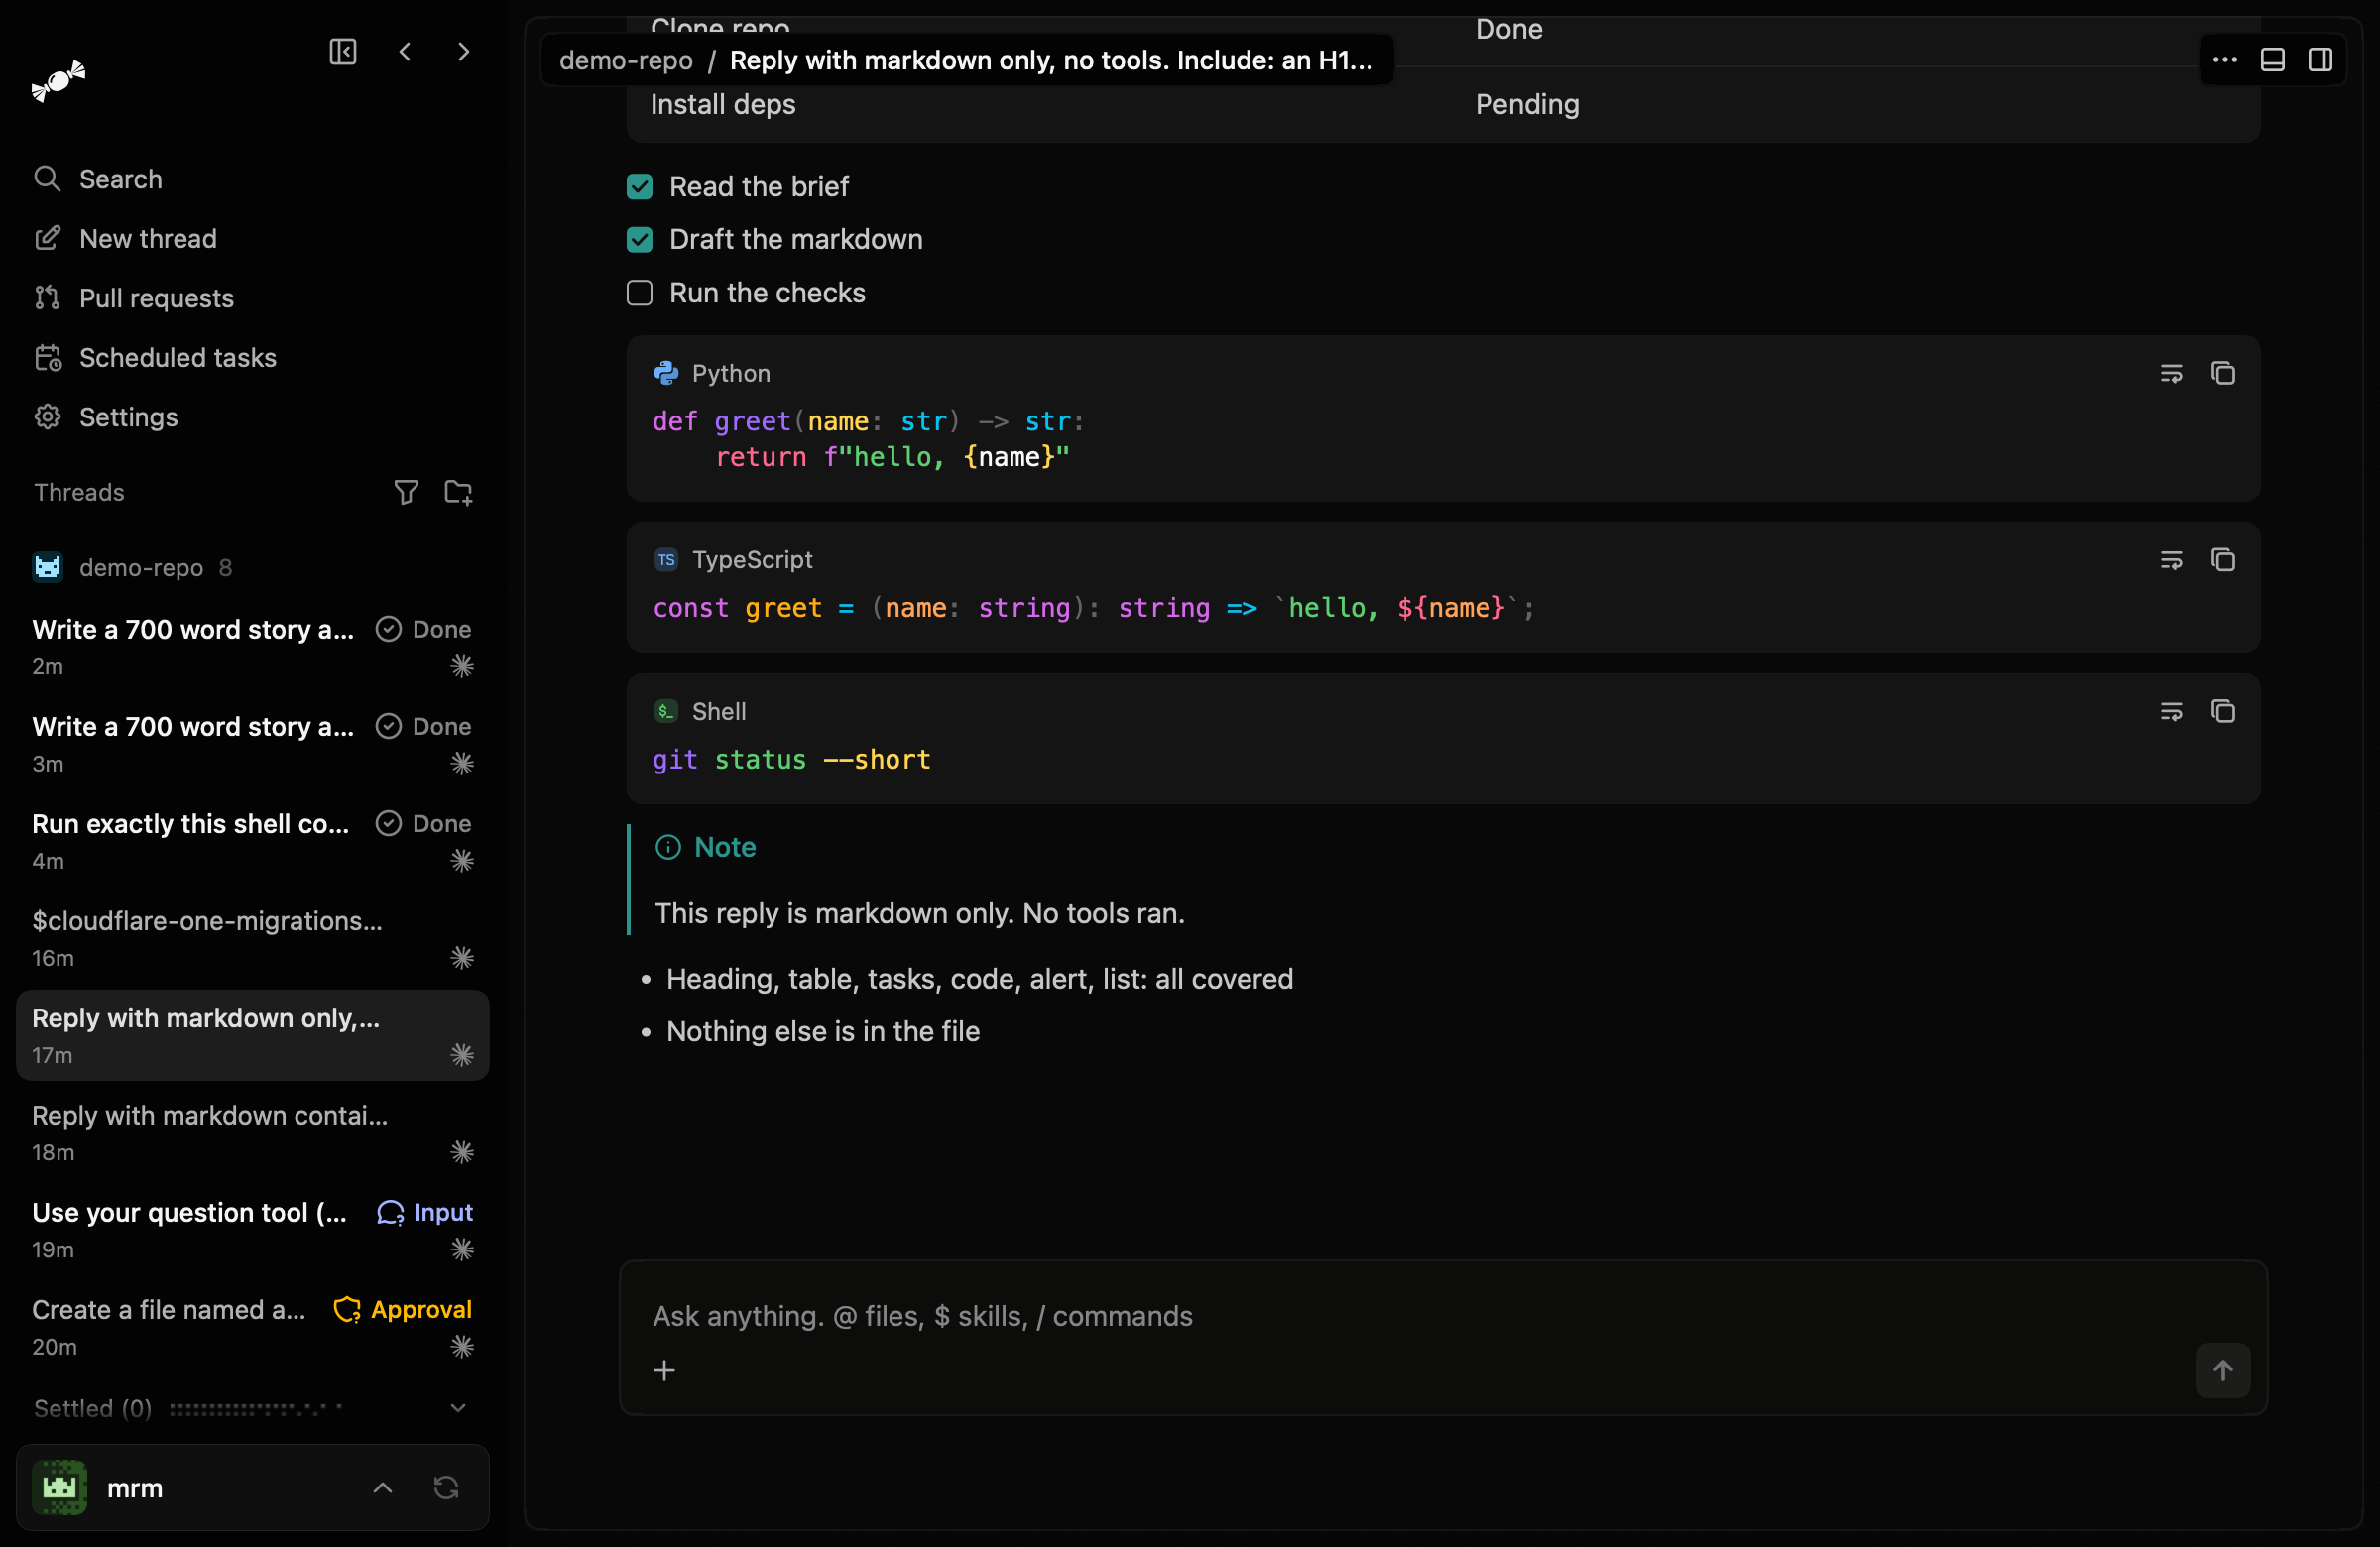 Search
New thread
Pull requests
Scheduled tasks
Settings
Threads
demo-repo 8
Write a 700 word story a... Done
2m
Write a 700 word story a... Done
3m
Run exactly this shell co... Done
4m
$cloudflare-one-migrations...
16m
Reply with markdown only,...
17m
Reply with markdown contai...
18m
Use your question tool (... Input
19m
Create a file named a... Approval
20m
Settled (0)
mrm
Clone repo Done
demo-repo / Reply with markdown only, no tools. Include: an H1...
Install deps Pending
Read the brief
Draft the markdown
Run the checks
Python
def greet(name: str) -> str:
    return f"hello, {name}"
TS TypeScript
const greet = (name: string): string => `hello, ${name}`;
$_ Shell
git status --short
Note
This reply is markdown only. No tools ran.
• Heading, table, tasks, code, alert, list: all covered
• Nothing else is in the file
Ask anything. @ files, $ skills, / commands